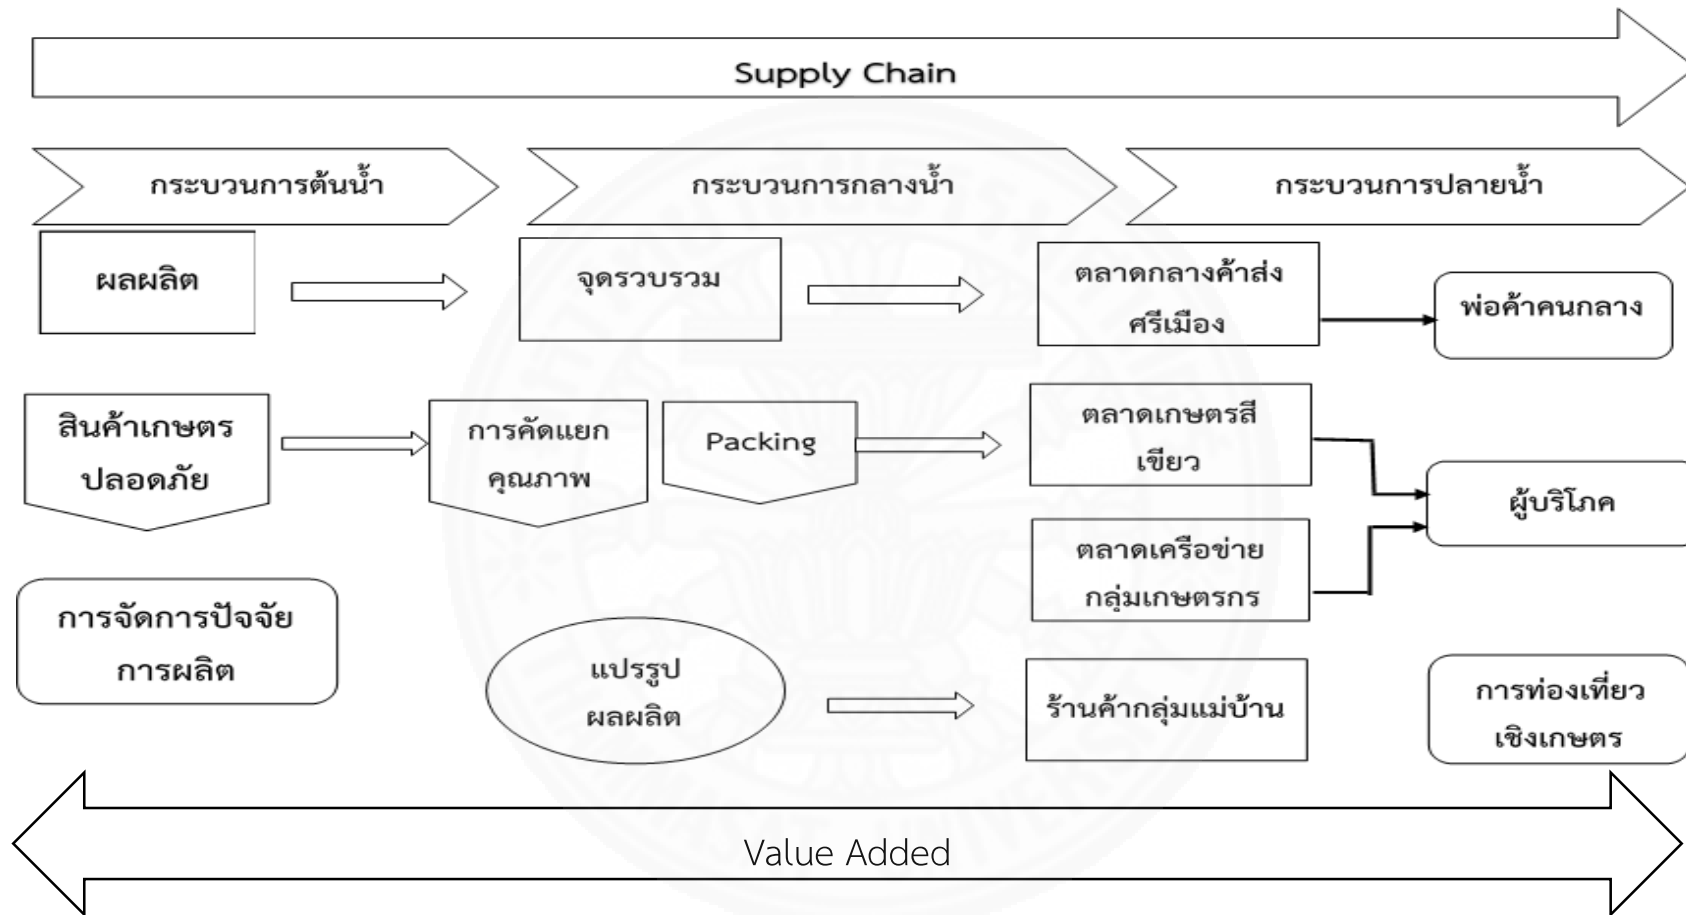 Supply Chain
กระบวนการต้นน้ำ
กระบวนการกลางน้ำ
กระบวนการปลายน้ำ
ผลผลิต
จุดรวบรวม
ตลาดกลางค้าส่ง
ศรีเมือง
พ่อค้าคนกลาง
สินค้าเกษตร
ปลอดภัย
การคัดแยก
คุณภาพ
Packing
ตลาดเกษตรสี
เขียว
ผู้บริโภค
ตลาดเครือข่าย
กลุ่มเกษตรกร
การจัดการปัจจัย
การผลิต
แปรรูป
ผลผลิต
ร้านค้ากลุ่มแม่บ้าน
การท่องเที่ยว
เชิงเกษตร
Value Added